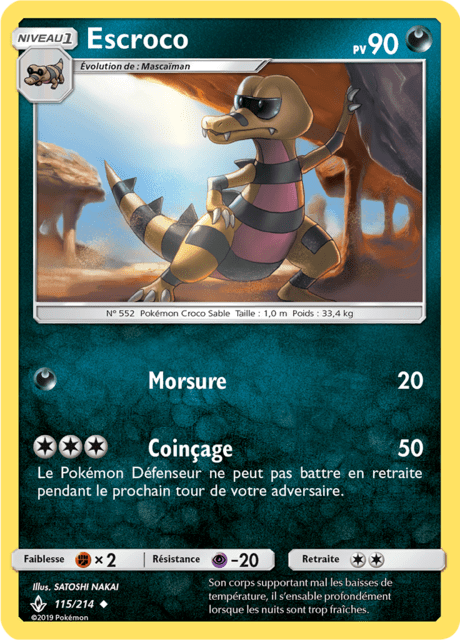 NIVEAU 1
Escroco
PV 90
Évolution de : Mascaïman
N° 552 Pokémon Croco Sable Taille : 1,0 m Poids : 33,4 kg
Morsure 20
Coinçage 50
Le Pokémon Défenseur ne peut pas battre en retraite
pendant le prochain tour de votre adversaire.
Faiblesse × 2 Résistance -20 Retraite
Illus. SATOSHI NAKAI
115/214
©2019 Pokémon
Son corps supportant mal les baisses de
température, il s'ensable profondément
lorsque les nuits sont trop fraîches.